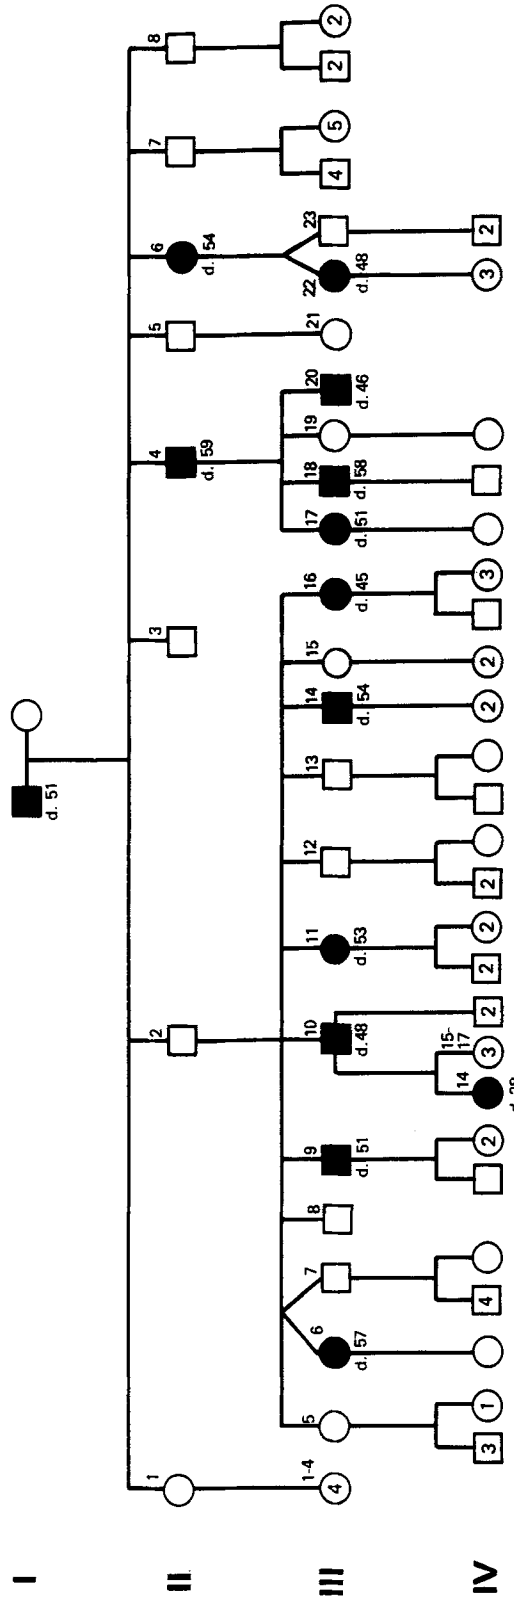 I
d. 51
II
1 2 3 4 5 6 7 8
d. 59 d. 54
III
1-4 5 6 7 8 9 10 11 12 13 14 15 16 17 18 19 20 21 22 23
4 4 5 2 2
d. 57 d. 51 d. 48 d. 53 d. 54 d. 45 d. 51 d. 58 d. 46 d. 48
IV
14 15-
17
3 1 4 2 3 2 2 2 2 2 2 3 3 2